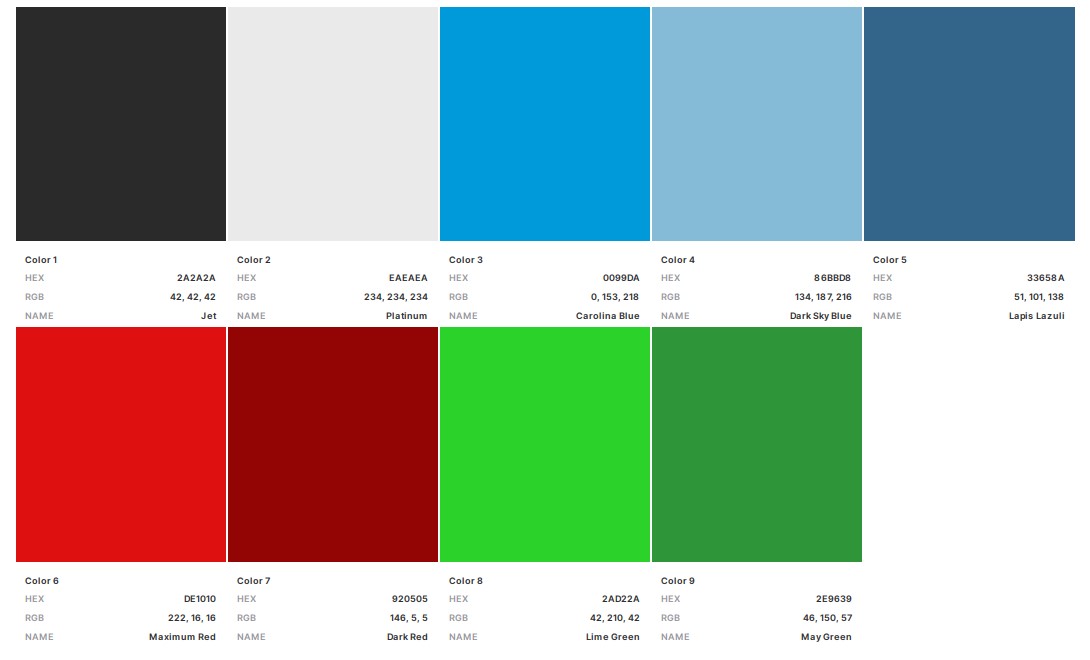 Color 1
HEX 2A2A2A
RGB 42, 42, 42
NAME Jet
Color 2
HEX EAEAEA
RGB 234, 234, 234
NAME Platinum
Color 3
HEX 0099DA
RGB 0, 153, 218
NAME Carolina Blue
Color 4
HEX 86BBD8
RGB 134, 187, 216
NAME Dark Sky Blue
Color 5
HEX 33658A
RGB 51, 101, 138
NAME Lapis Lazuli
Color 6
HEX DE1010
RGB 222, 16, 16
NAME Maximum Red
Color 7
HEX 920505
RGB 146, 5, 5
NAME Dark Red
Color 8
HEX 2AD22A
RGB 42, 210, 42
NAME Lime Green
Color 9
HEX 2E9639
RGB 46, 150, 57
NAME May Green